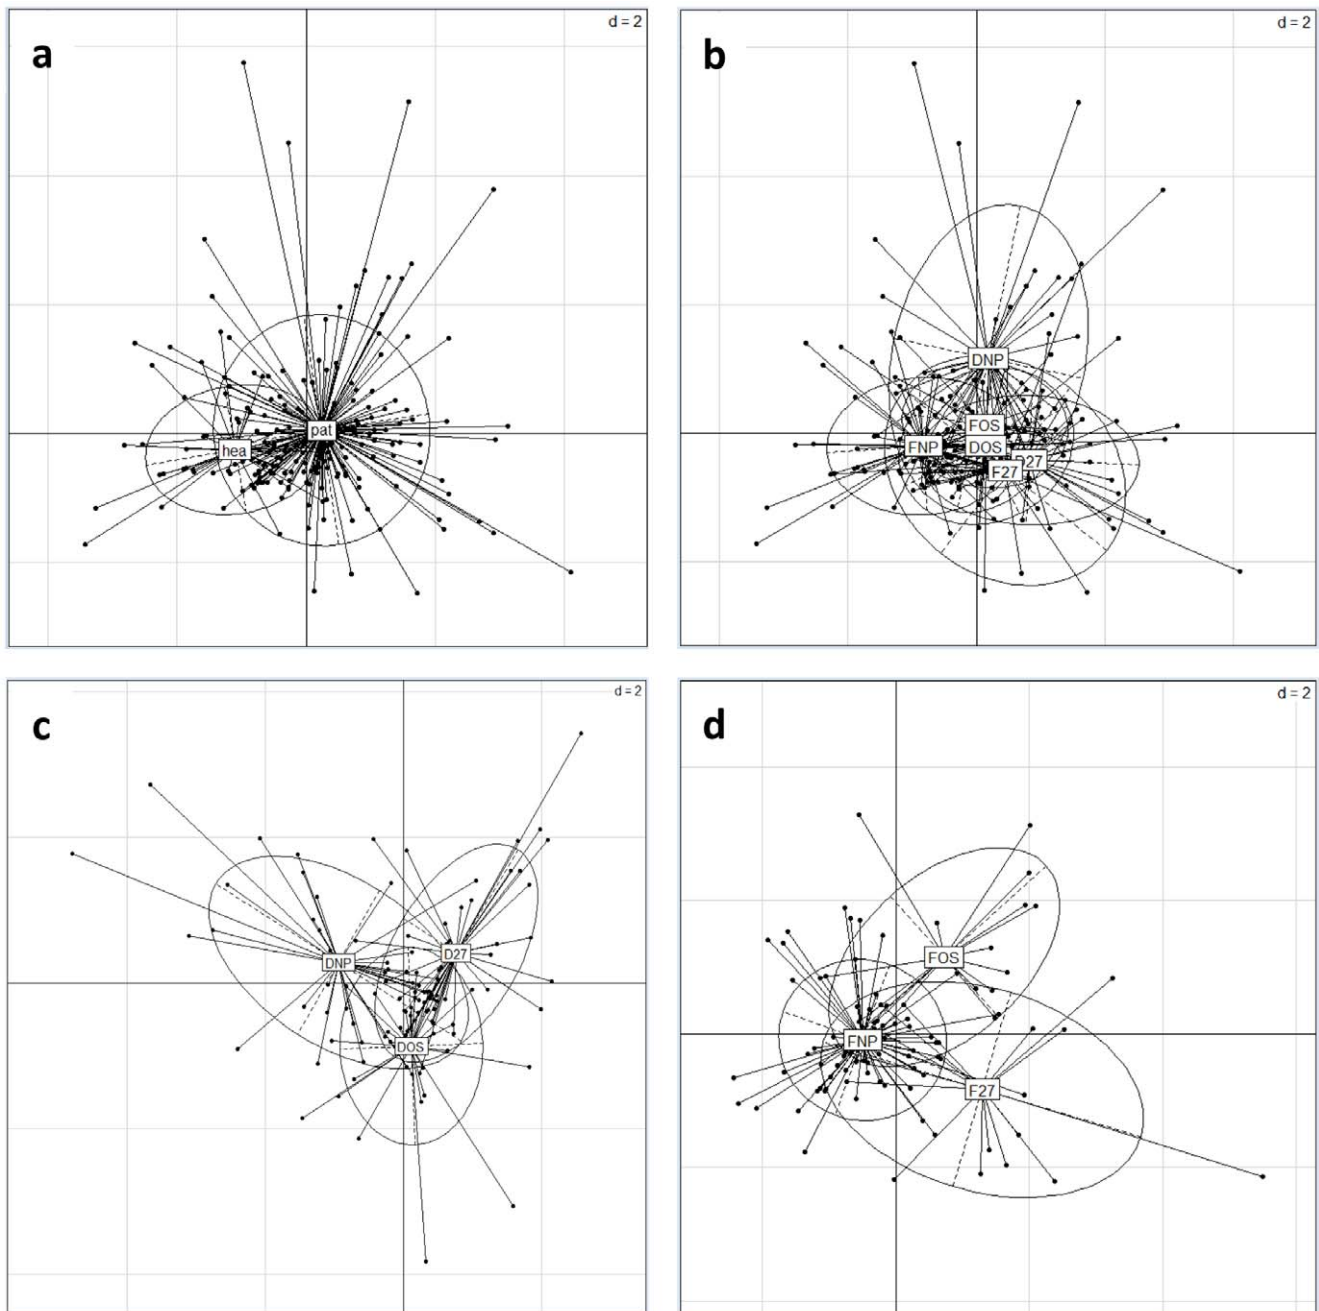 a
d = 2
pat
hea
b
d = 2
DNP
FOS
FNP
DOS
D27
F27
c
d = 2
DNP
D27
DOS
d
d = 2
FOS
FNP
F27